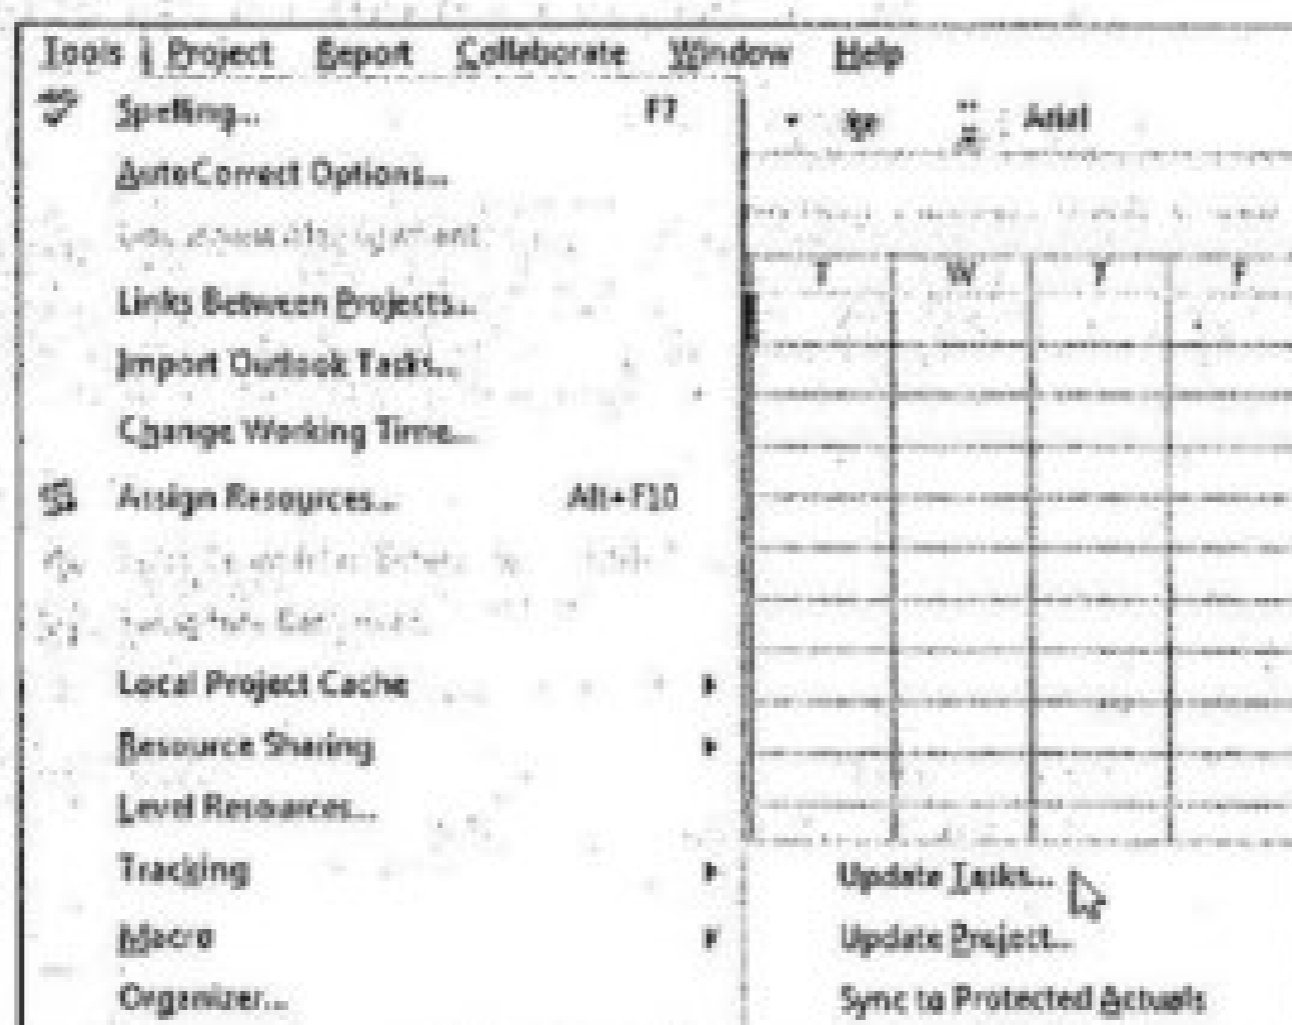 Tools Project Report Collaborate Window Help
Spelling... F7
Arial
AutoCorrect Options...
T W T F
Links Between Projects...
Import Outlook Tasks...
Change Working Time...
Assign Resources... Alt+F10
Local Project Cache
Resource Sharing
Level Resources...
Tracking
Update Tasks...
Macro
Update Project...
Organizer...
Sync to Protected Actuals